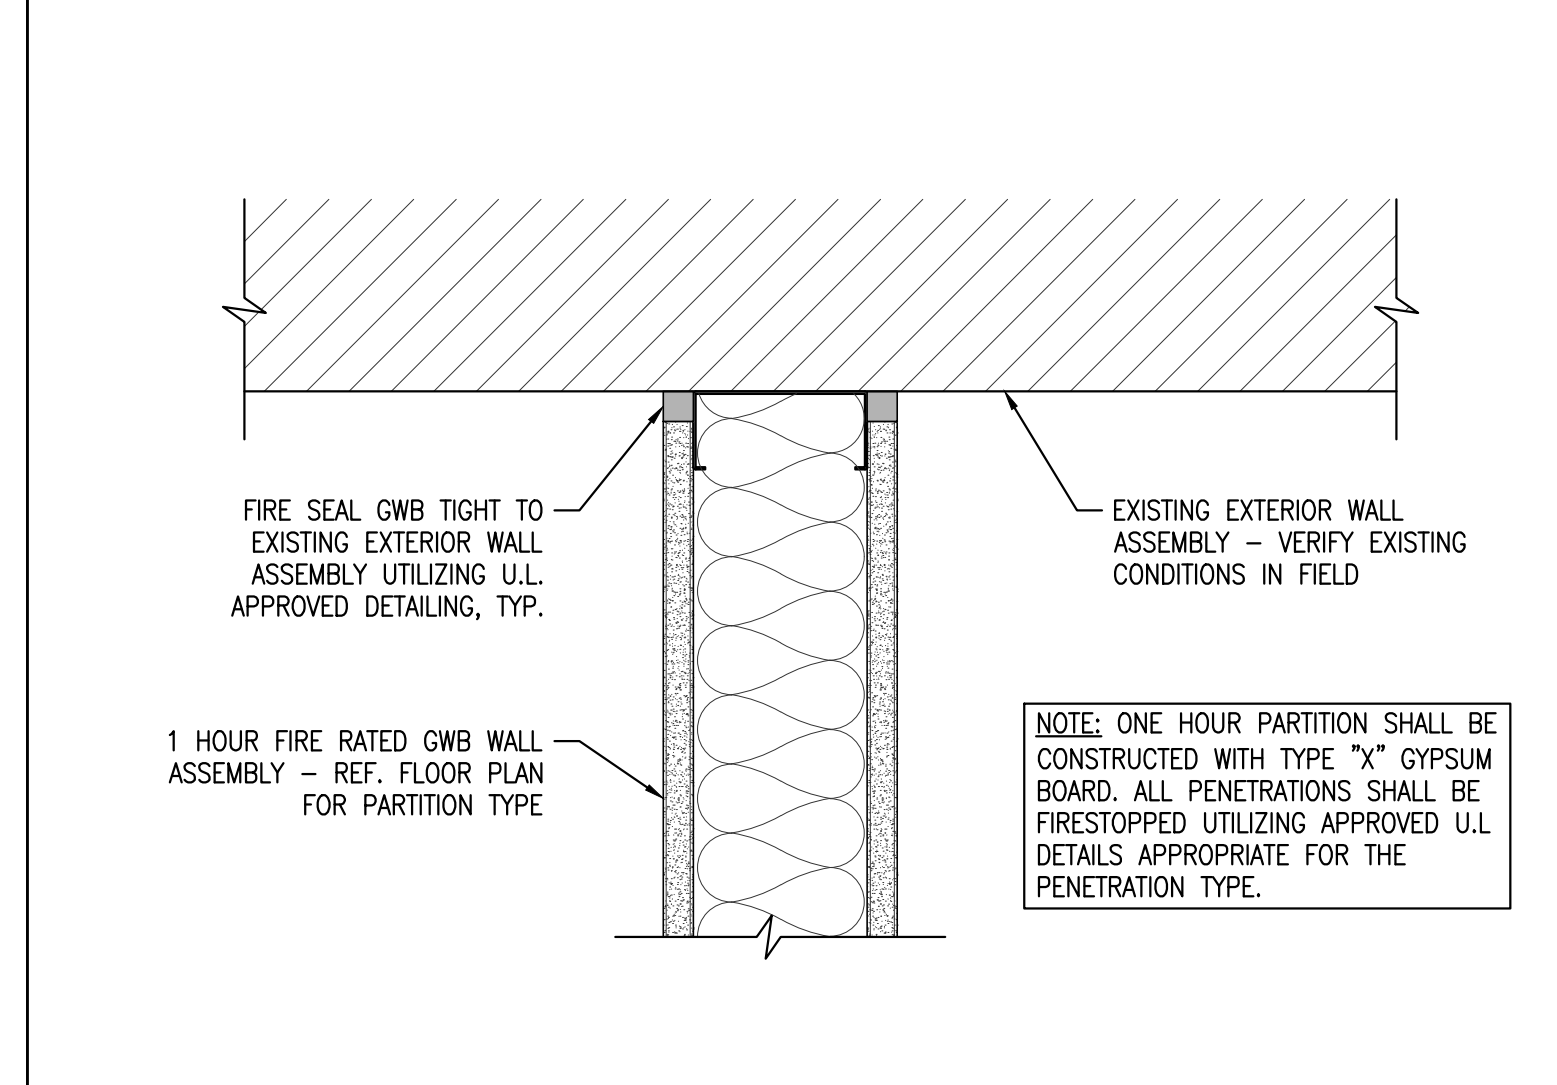 FIRE SEAL GWB TIGHT TO
EXISTING EXTERIOR WALL
ASSEMBLY UTILIZING U.L.
APPROVED DETAILING, TYP.
EXISTING EXTERIOR WALL
ASSEMBLY – VERIFY EXISTING
CONDITIONS IN FIELD
1 HOUR FIRE RATED GWB WALL
ASSEMBLY – REF. FLOOR PLAN
FOR PARTITION TYPE
NOTE: ONE HOUR PARTITION SHALL BE
CONSTRUCTED WITH TYPE "X" GYPSUM
BOARD. ALL PENETRATIONS SHALL BE
FIRESTOPPED UTILIZING APPROVED U.L
DETAILS APPROPRIATE FOR THE
PENETRATION TYPE.